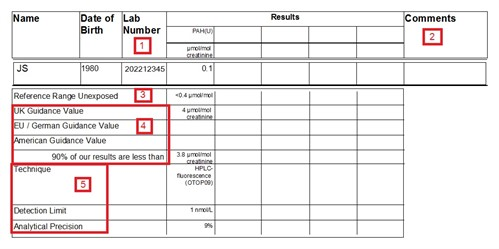 Name Date of Birth Lab Number Results Comments
1 PAH(U) 2
µmol/mol creatinine
JS 1980 202212345 0.1
Reference Range Unexposed 3 <0.4 µmol/mol
UK Guidance Value 4 µmol/mol creatinine
EU / German Guidance Value 4
American Guidance Value
90% of our results are less than 3.8 µmol/mol creatinine
Technique HPLC-fluorescence (OTOP09)
5
Detection Limit 1 nmol/L
Analytical Precision 9%